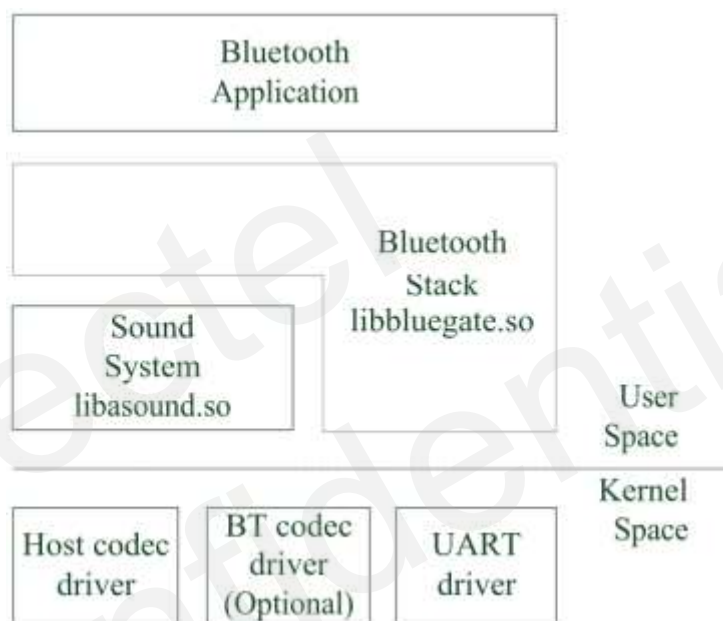 Bluetooth
Application
Bluetooth
Stack
libbluegate.so
Sound
System
libasound.so
User
Space
Kernel
Space
Host codec
driver
BT codec
driver
(Optional)
UART
driver